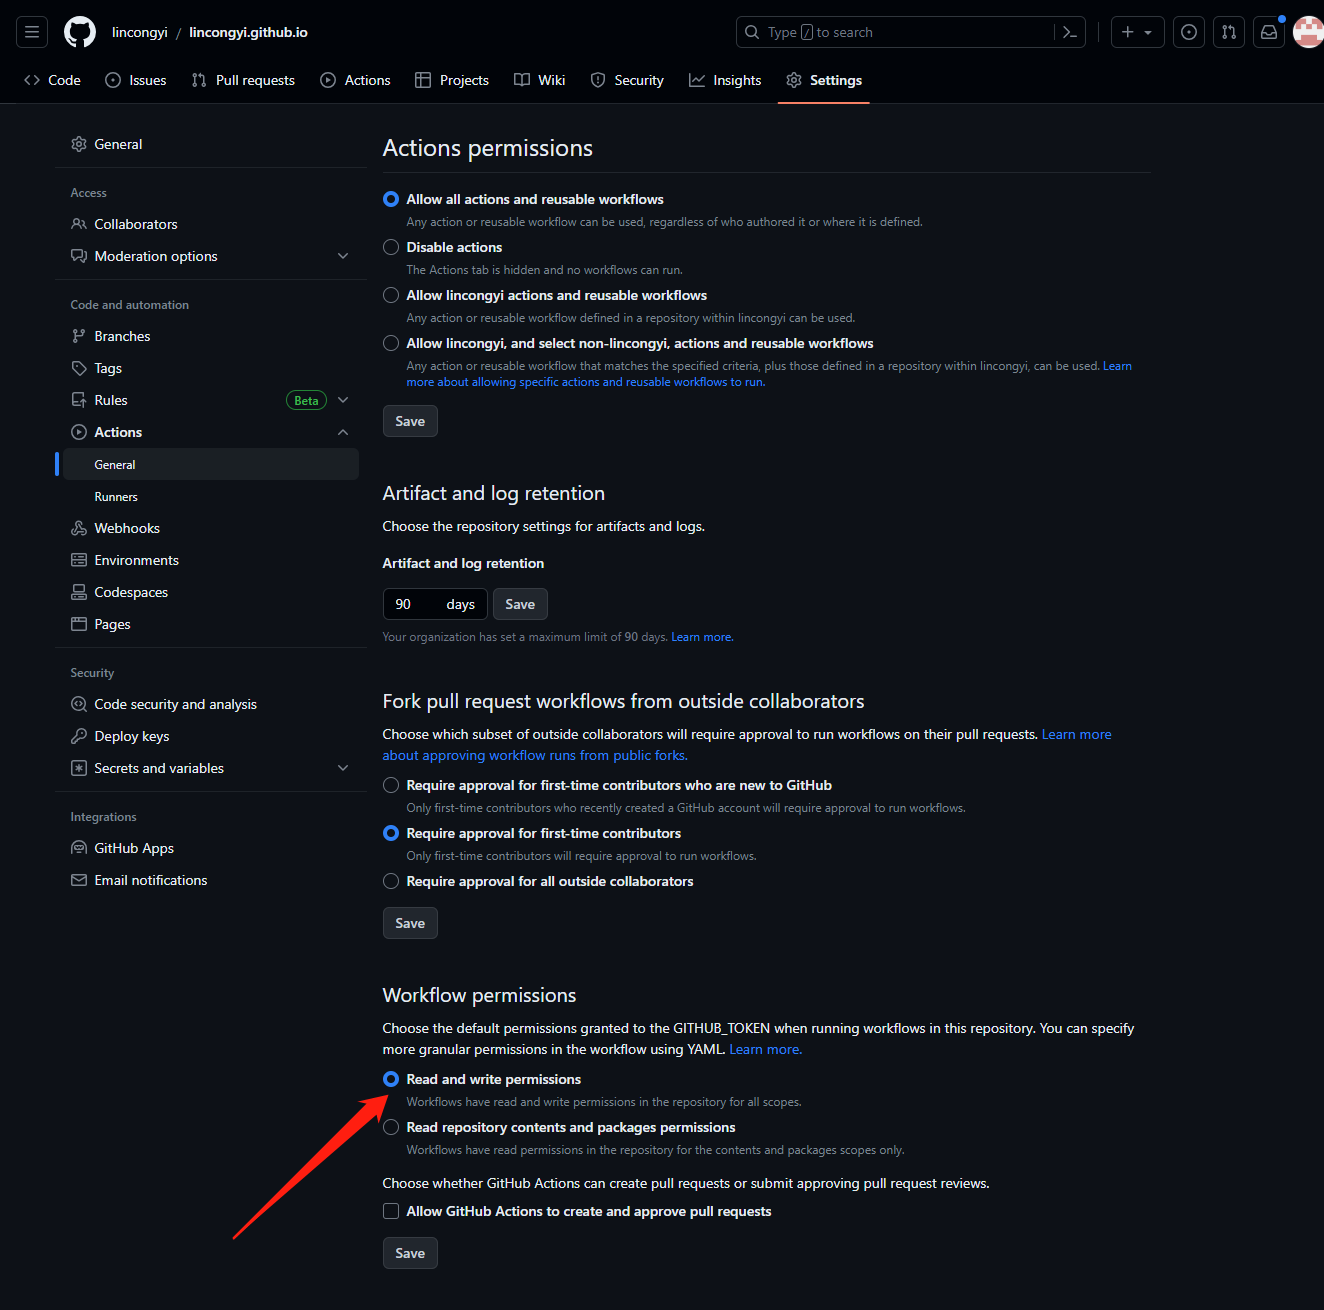 lincongyi / lincongyi.github.io
Type / to search
Code
Issues
Pull requests
Actions
Projects
Wiki
Security
Insights
Settings
General
Access
Collaborators
Moderation options
Code and automation
Branches
Tags
Rules
Beta
Actions
General
Runners
Webhooks
Environments
Codespaces
Pages
Security
Code security and analysis
Deploy keys
Secrets and variables
Integrations
GitHub Apps
Email notifications
Actions permissions
Allow all actions and reusable workflows
Any action or reusable workflow can be used, regardless of who authored it or where it is defined.
Disable actions
The Actions tab is hidden and no workflows can run.
Allow lincongyi actions and reusable workflows
Any action or reusable workflow defined in a repository within lincongyi can be used.
Allow lincongyi, and select non-lincongyi, actions and reusable workflows
Any action or reusable workflow that matches the specified criteria, plus those defined in a repository within lincongyi, can be used. Learn
more about allowing specific actions and reusable workflows to run.
Save
Artifact and log retention
Choose the repository settings for artifacts and logs.
Artifact and log retention
90 days
Save
Your organization has set a maximum limit of 90 days. Learn more.
Fork pull request workflows from outside collaborators
Choose which subset of outside collaborators will require approval to run workflows on their pull requests. Learn more
about approving workflow runs from public forks.
Require approval for first-time contributors who are new to GitHub
Only first-time contributors who recently created a GitHub account will require approval to run workflows.
Require approval for first-time contributors
Only first-time contributors will require approval to run workflows.
Require approval for all outside collaborators
Save
Workflow permissions
Choose the default permissions granted to the GITHUB_TOKEN when running workflows in this repository. You can specify
more granular permissions in the workflow using YAML. Learn more.
Read and write permissions
Workflows have read and write permissions in the repository for all scopes.
Read repository contents and packages permissions
Workflows have read permissions in the repository for the contents and packages scopes only.
Choose whether GitHub Actions can create pull requests or submit approving pull request reviews.
Allow GitHub Actions to create and approve pull requests
Save